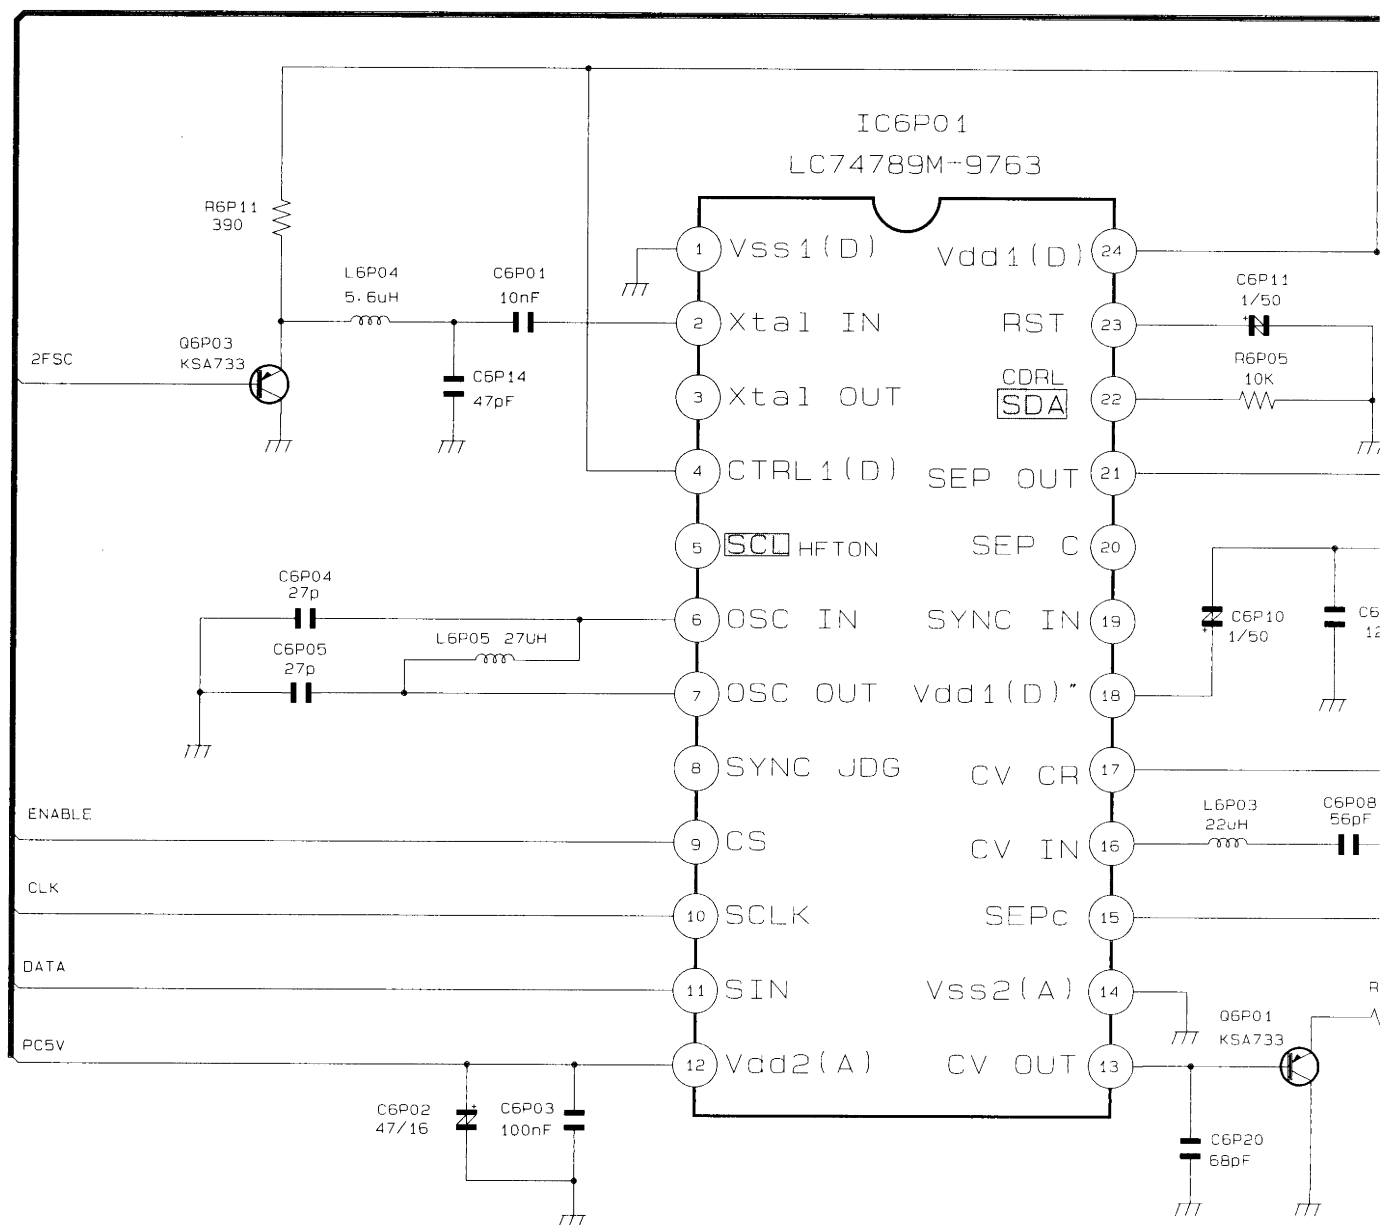 IC6P01
LC74789M-9763
R6P11
390
L6P04
5.6uH
C6P01
10nF
Q6P03
KSA733
2FSC
C6P14
47pF
1 Vss1(D)
2 Xtal IN
3 Xtal OUT
4 CTRL1(D)
5 SCL HFTON
6 OSC IN
7 OSC OUT
8 SYNC JDG
9 CS
10 SCLK
11 SIN
12 Vdd2(A)
Vdd1(D) 24
RST 23
CDRL
SDA 22
SEP OUT 21
SEP C 20
SYNC IN 19
Vdd1(D)" 18
CV CR 17
CV IN 16
SEPc 15
Vss2(A) 14
CV OUT 13
C6P11
1/50
+
R6P05
10K
C6P04
27p
L6P05 27UH
C6P05
27p
C6P10
1/50
+
C6
12
ENABLE
CLK
DATA
PC5V
L6P03
22uH
C6P08
56pF
R
Q6P01
KSA733
C6P02
47/16
+
C6P03
100nF
C6P20
68pF